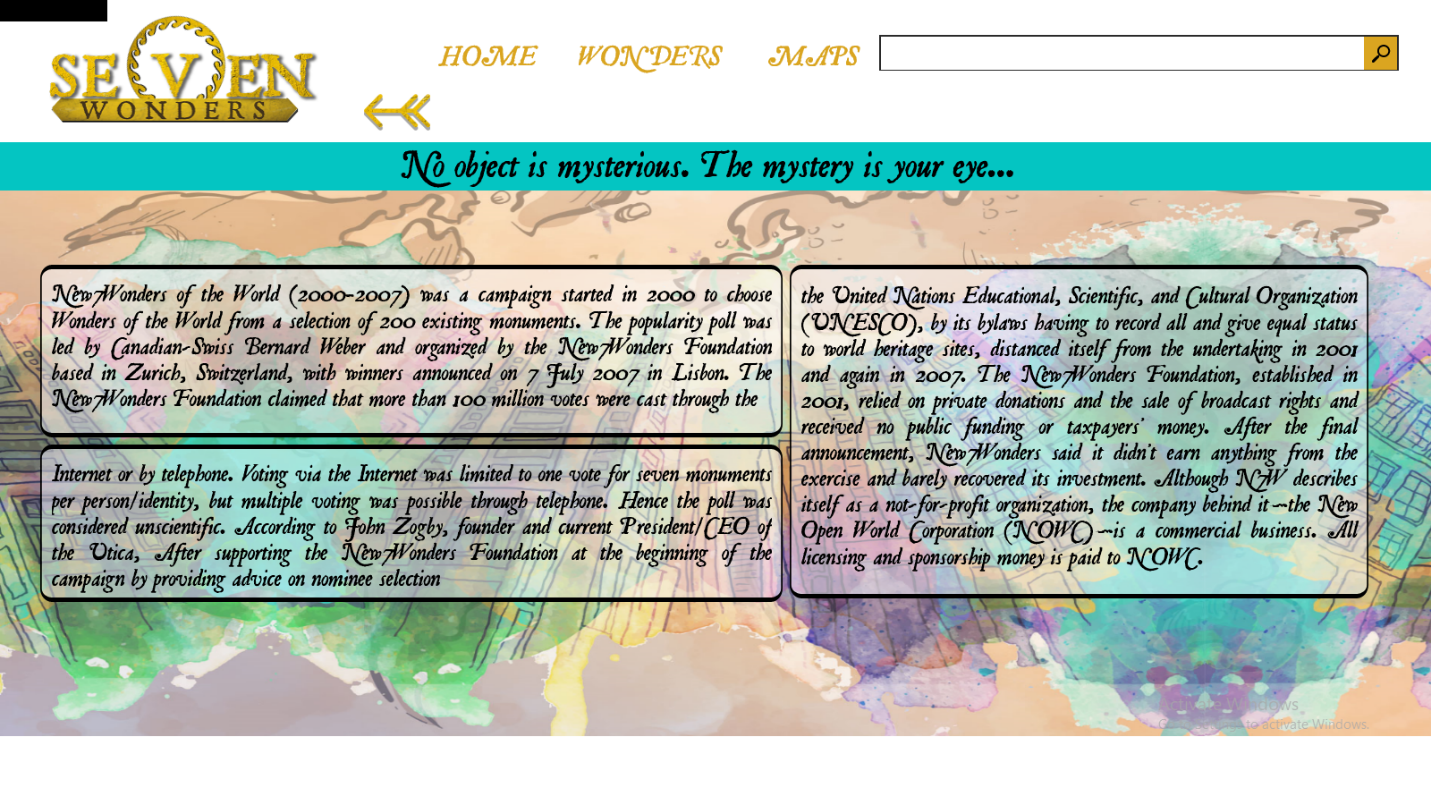 SEVEN
WONDERS
HOME WONDERS MAPS
No object is mysterious. The mystery is your eye...
New7Wonders of the World (2000-2007) was a campaign started in 2000 to choose
Wonders of the World from a selection of 200 existing monuments. The popularity poll was
led by Canadian-Swiss Bernard Weber and organized by the New7Wonders Foundation
based in Zurich, Switzerland, with winners announced on 7 July 2007 in Lisbon. The
New7Wonders Foundation claimed that more than 100 million votes were cast through the
Internet or by telephone. Voting via the Internet was limited to one vote for seven monuments
per person/identity, but multiple voting was possible through telephone. Hence the poll was
considered unscientific. According to John Zogby, founder and current President/CEO of
the Utica, After supporting the New7Wonders Foundation at the beginning of the
campaign by providing advice on nominee selection
the United Nations Educational, Scientific, and Cultural Organization
(UNESCO), by its bylaws having to record all and give equal status
to world heritage sites, distanced itself from the undertaking in 2001
and again in 2007. The New7Wonders Foundation, established in
2001, relied on private donations and the sale of broadcast rights and
received no public funding or taxpayers' money. After the final
announcement, New7Wonders said it didn't earn anything from the
exercise and barely recovered its investment. Although N7W describes
itself as a not-for-profit organization, the company behind it—the New
Open World Corporation (NOWC)—is a commercial business. All
licensing and sponsorship money is paid to NOWC.
Activate Windows
to activate Windows.